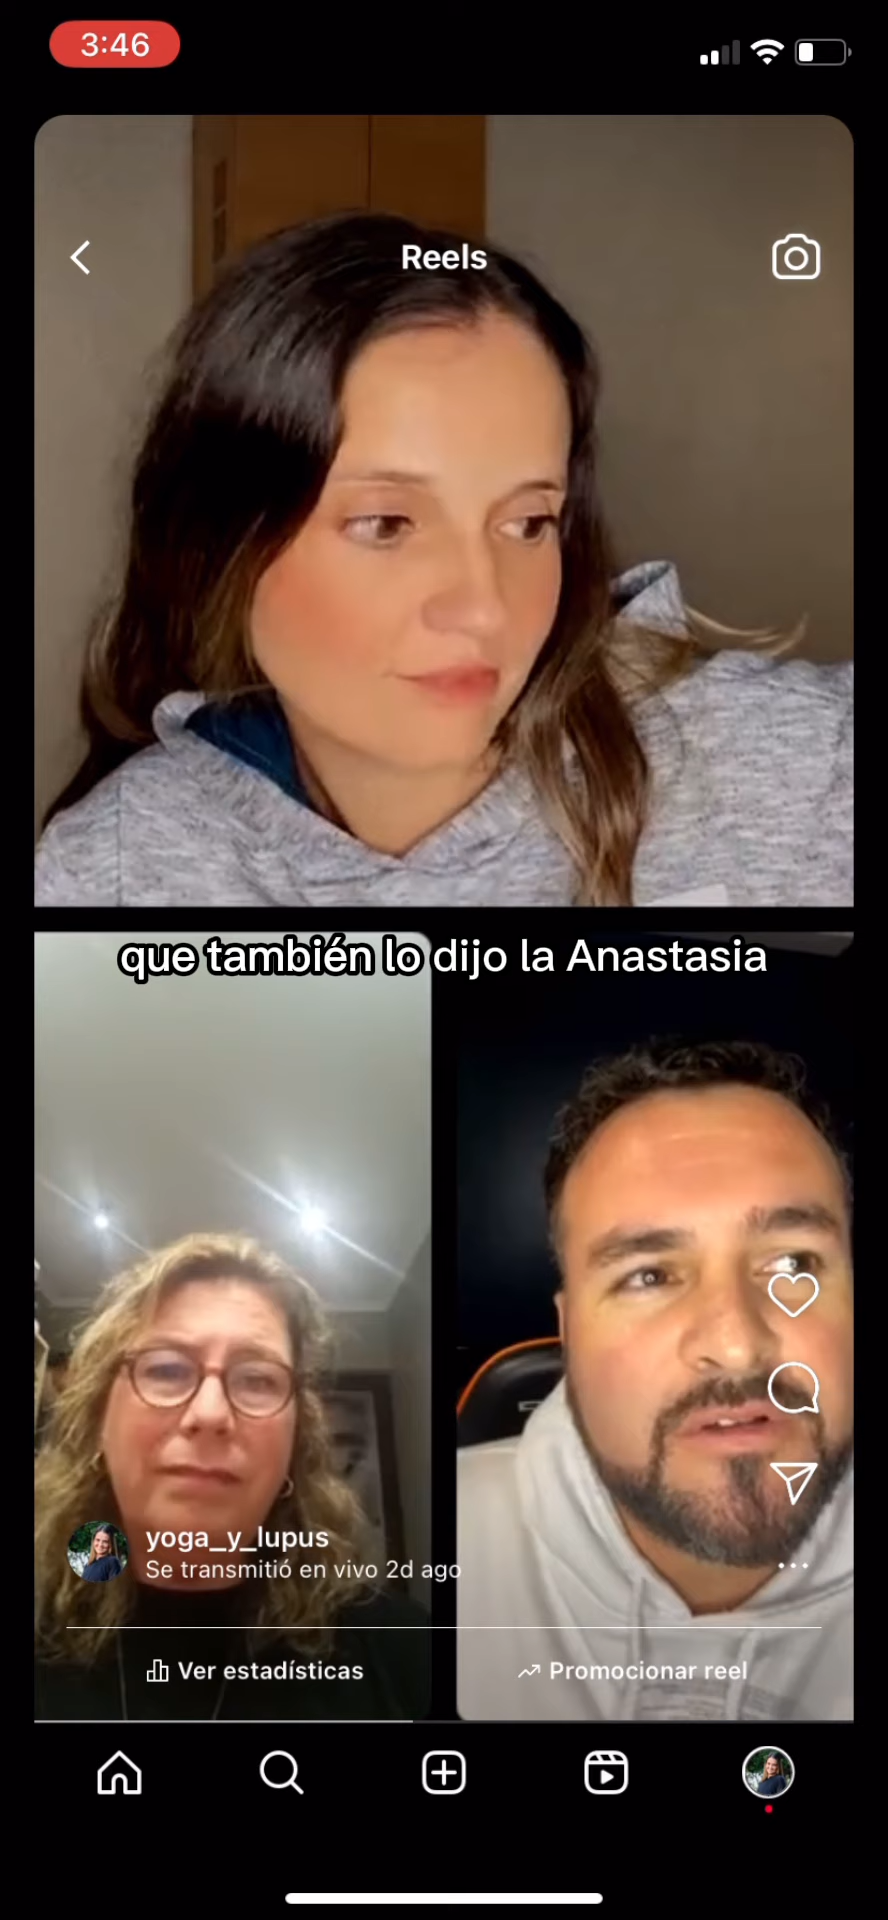 3:46
Reels
que también lo dijo la Anastasia
yoga_y_lupus
Se transmitió en vivo 2d ago
Ver estadísticas
Promocionar reel